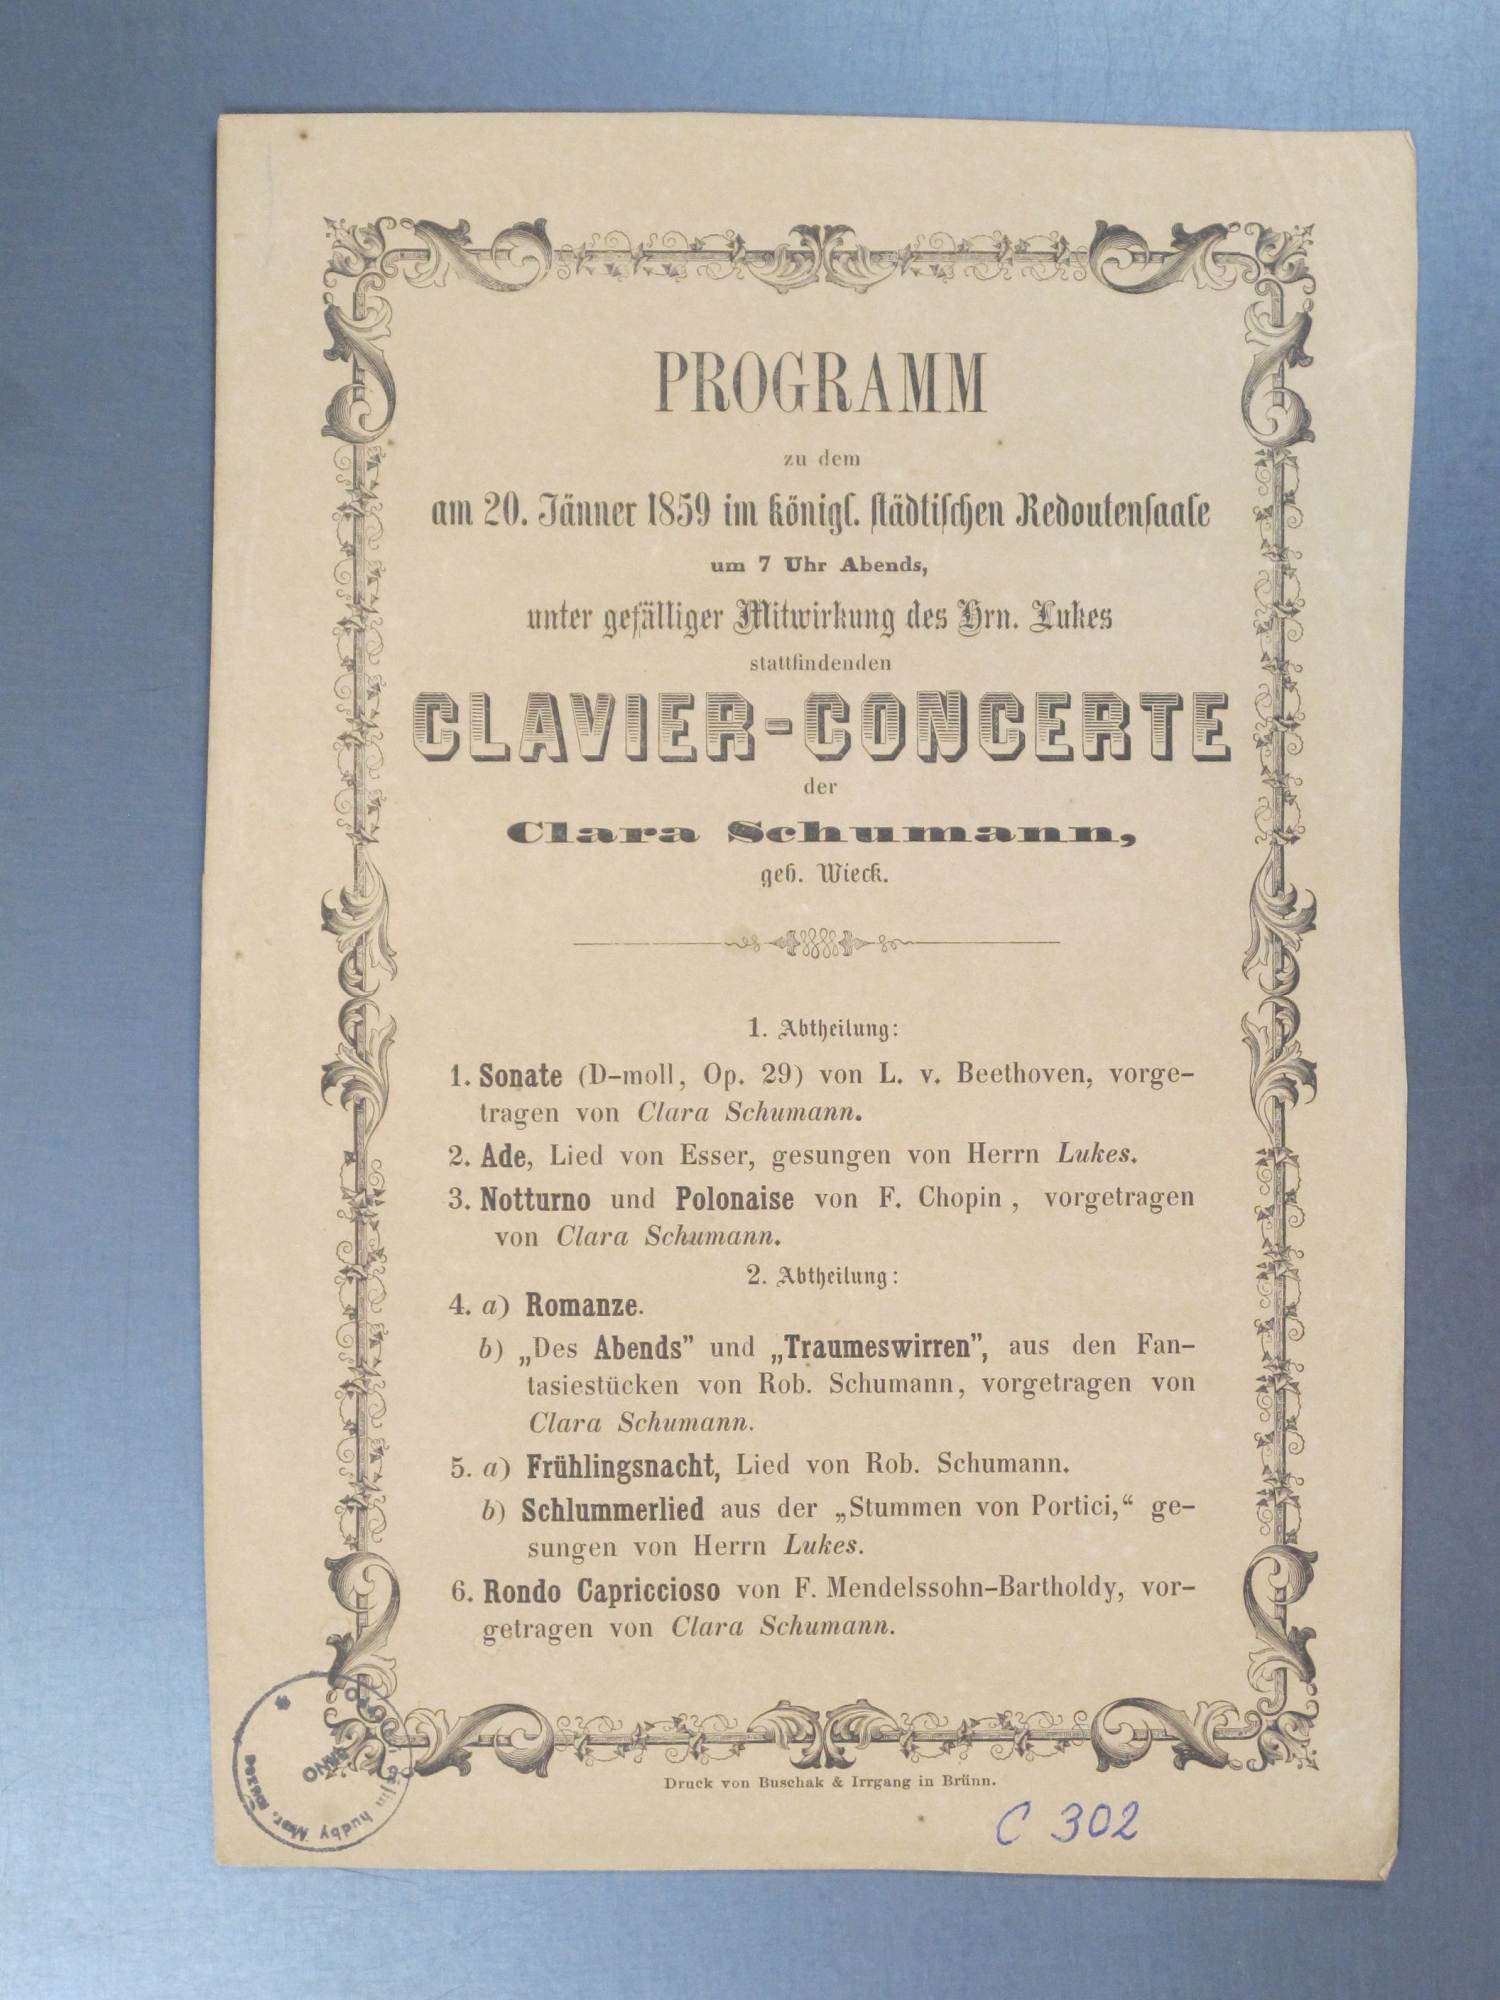 PROGRAMM
zu dem
am 20. Jänner 1859 im königl. städtischen Redoutensaale
um 7 Uhr Abends,
unter gefälliger Mitwirkung des Hrn. Lukes
stattfindenden
CLAVIER-CONCERTE
der
Clara Schumann,
geb. Wieck.
1. Abtheilung:
1. Sonate (D-moll, Op. 29) von L. v. Beethoven, vorge-
tragen von Clara Schumann.
2. Ade, Lied von Esser, gesungen von Herrn Lukes.
3. Notturno und Polonaise von F. Chopin, vorgetragen
von Clara Schumann.
2. Abtheilung:
4. a) Romanze.
b) „Des Abends” und „Traumeswirren”, aus den Fan-
tasiestücken von Rob. Schumann, vorgetragen von
Clara Schumann.
5. a) Frühlingsnacht, Lied von Rob. Schumann.
b) Schlummerlied aus der „Stummen von Portici,“ ge-
sungen von Herrn Lukes.
6. Rondo Capriccioso von F. Mendelssohn-Bartholdy, vor-
getragen von Clara Schumann.
Druck von Buschak & Irrgang in Brünn.
C 302
hudby Mor.